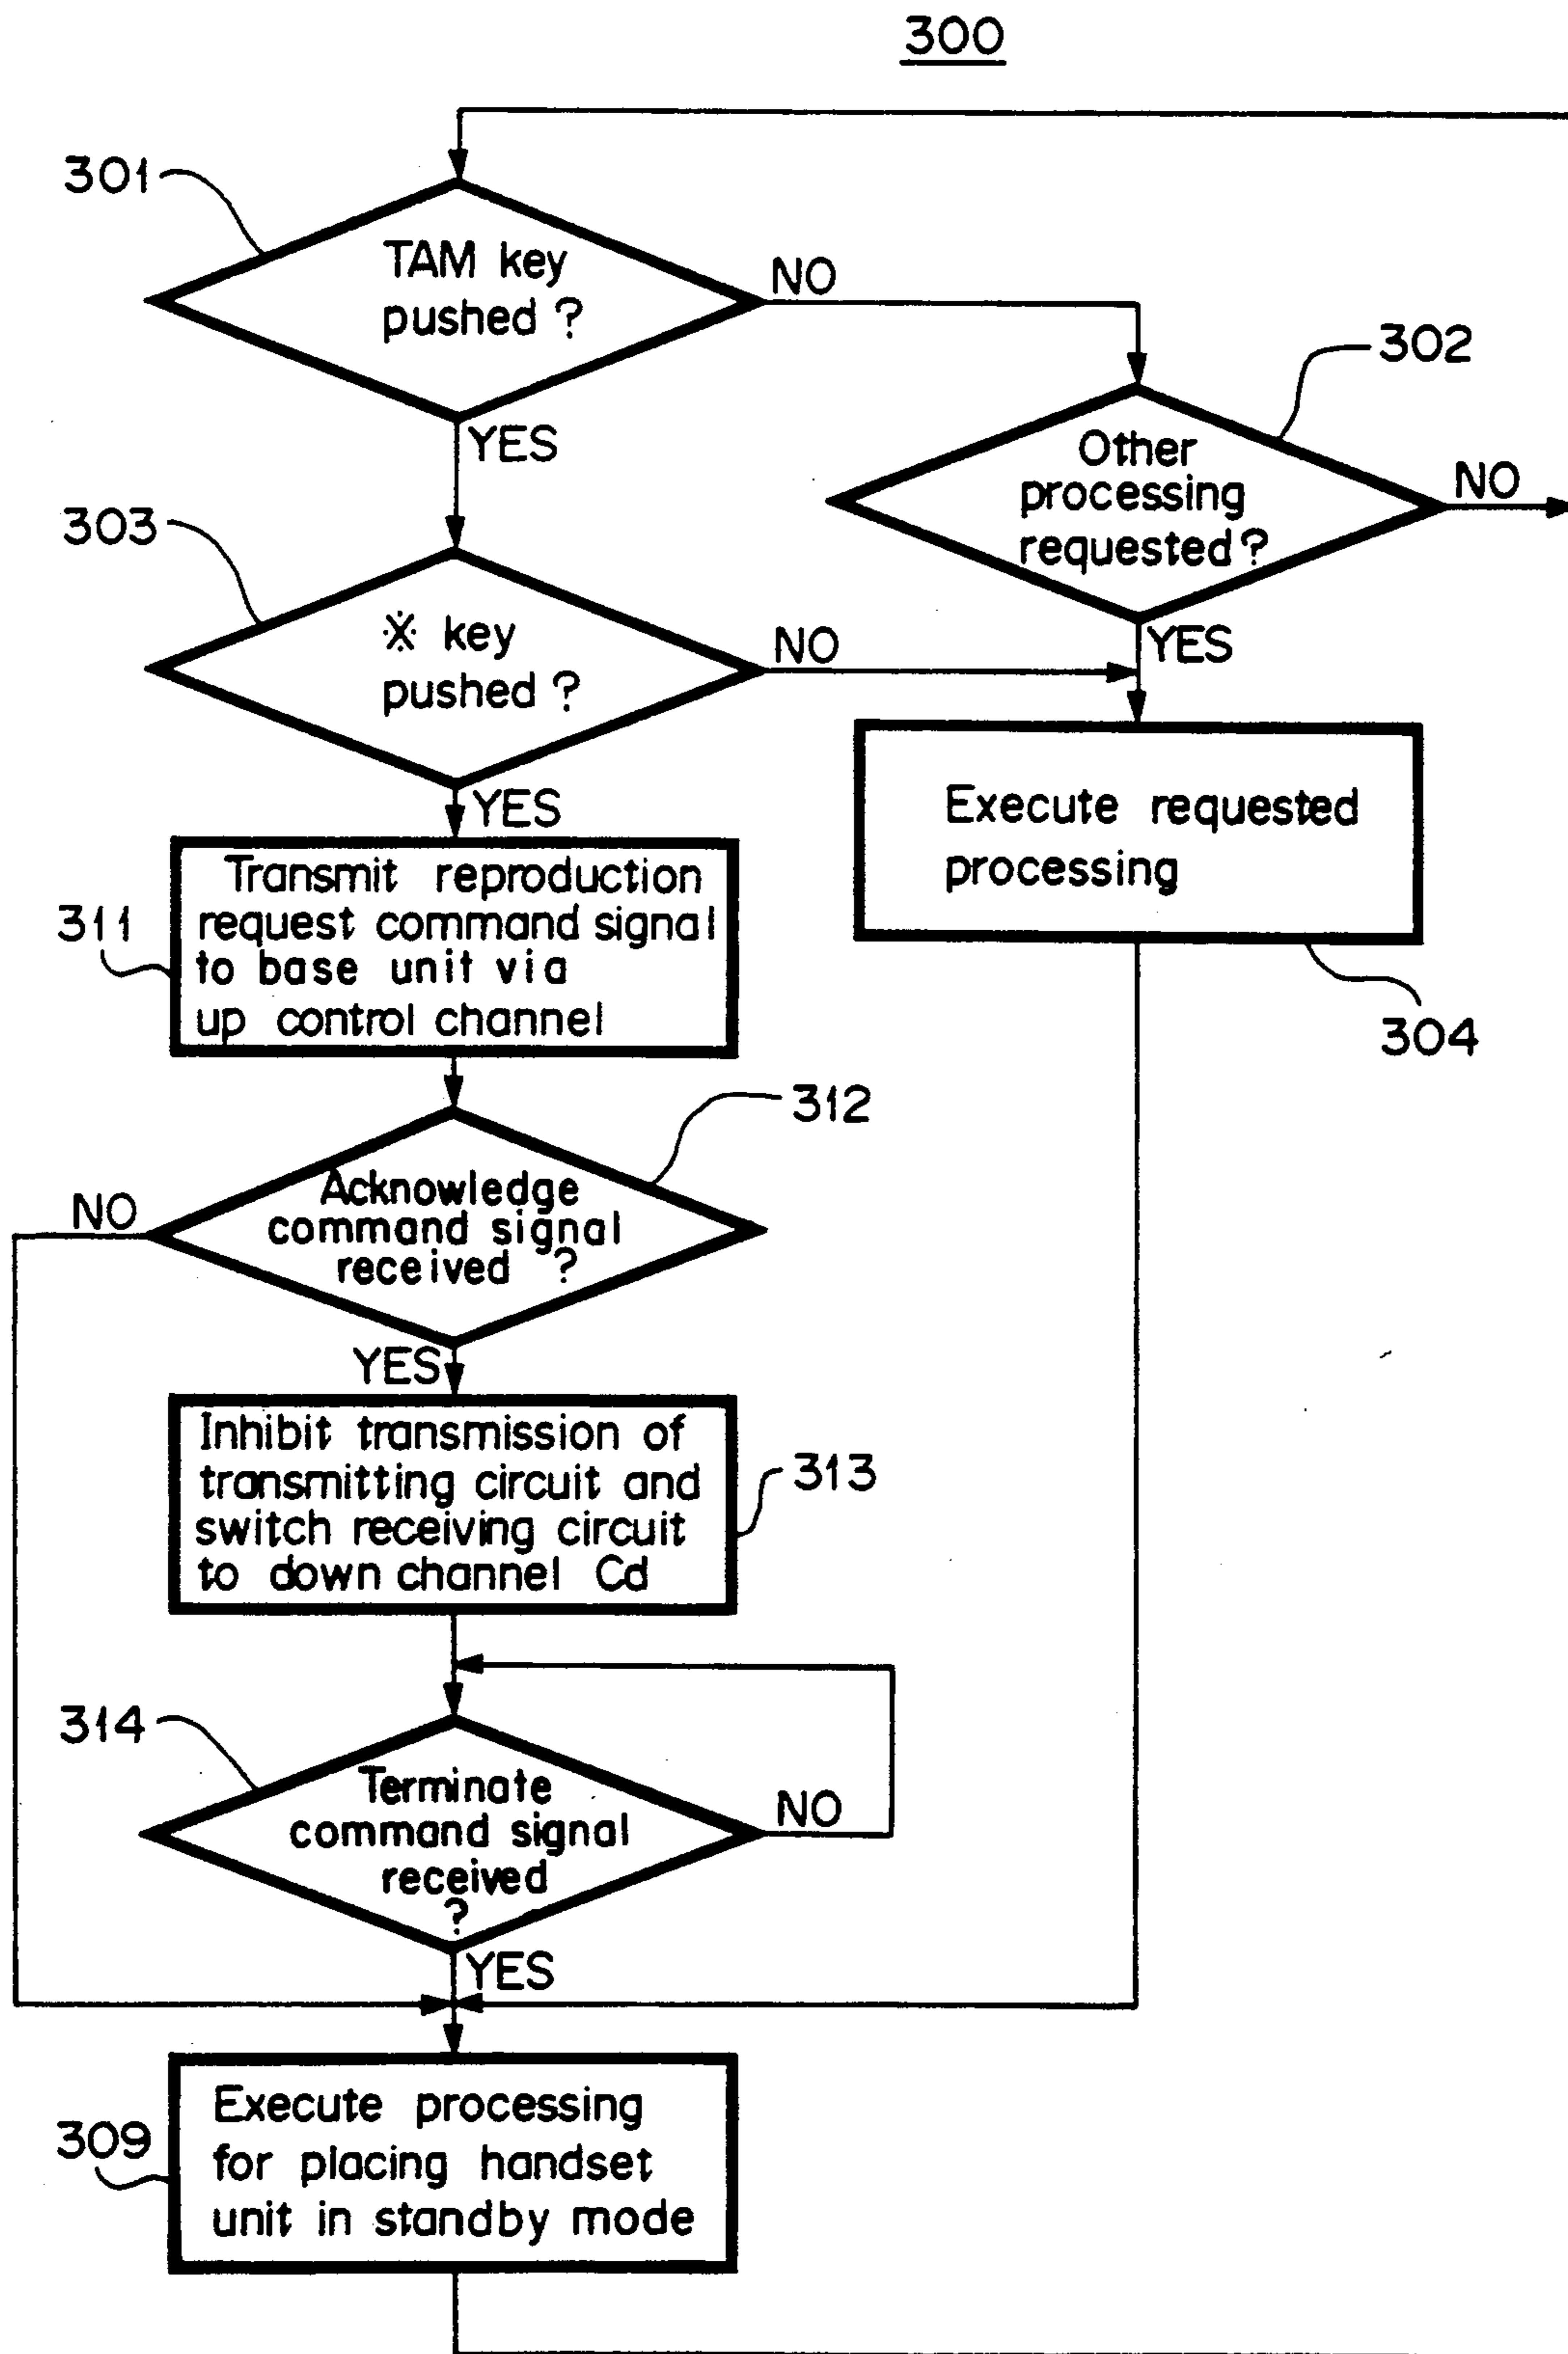 300
301
TAM key
pushed ?
NO
YES
302
Other
processing
requested?
NO
YES
303
※ key
pushed ?
NO
YES
Execute requested
processing
304
311
Transmit reproduction
request command signal
to base unit via
up control channel
312
Acknowledge
command signal
received ?
NO
YES
Inhibit transmission of
transmitting circuit and
switch receiving circuit
to down channel Cd
313
314
Terminate
command signal
received
?
NO
YES
309
Execute processing
for placing handset
unit in standby mode